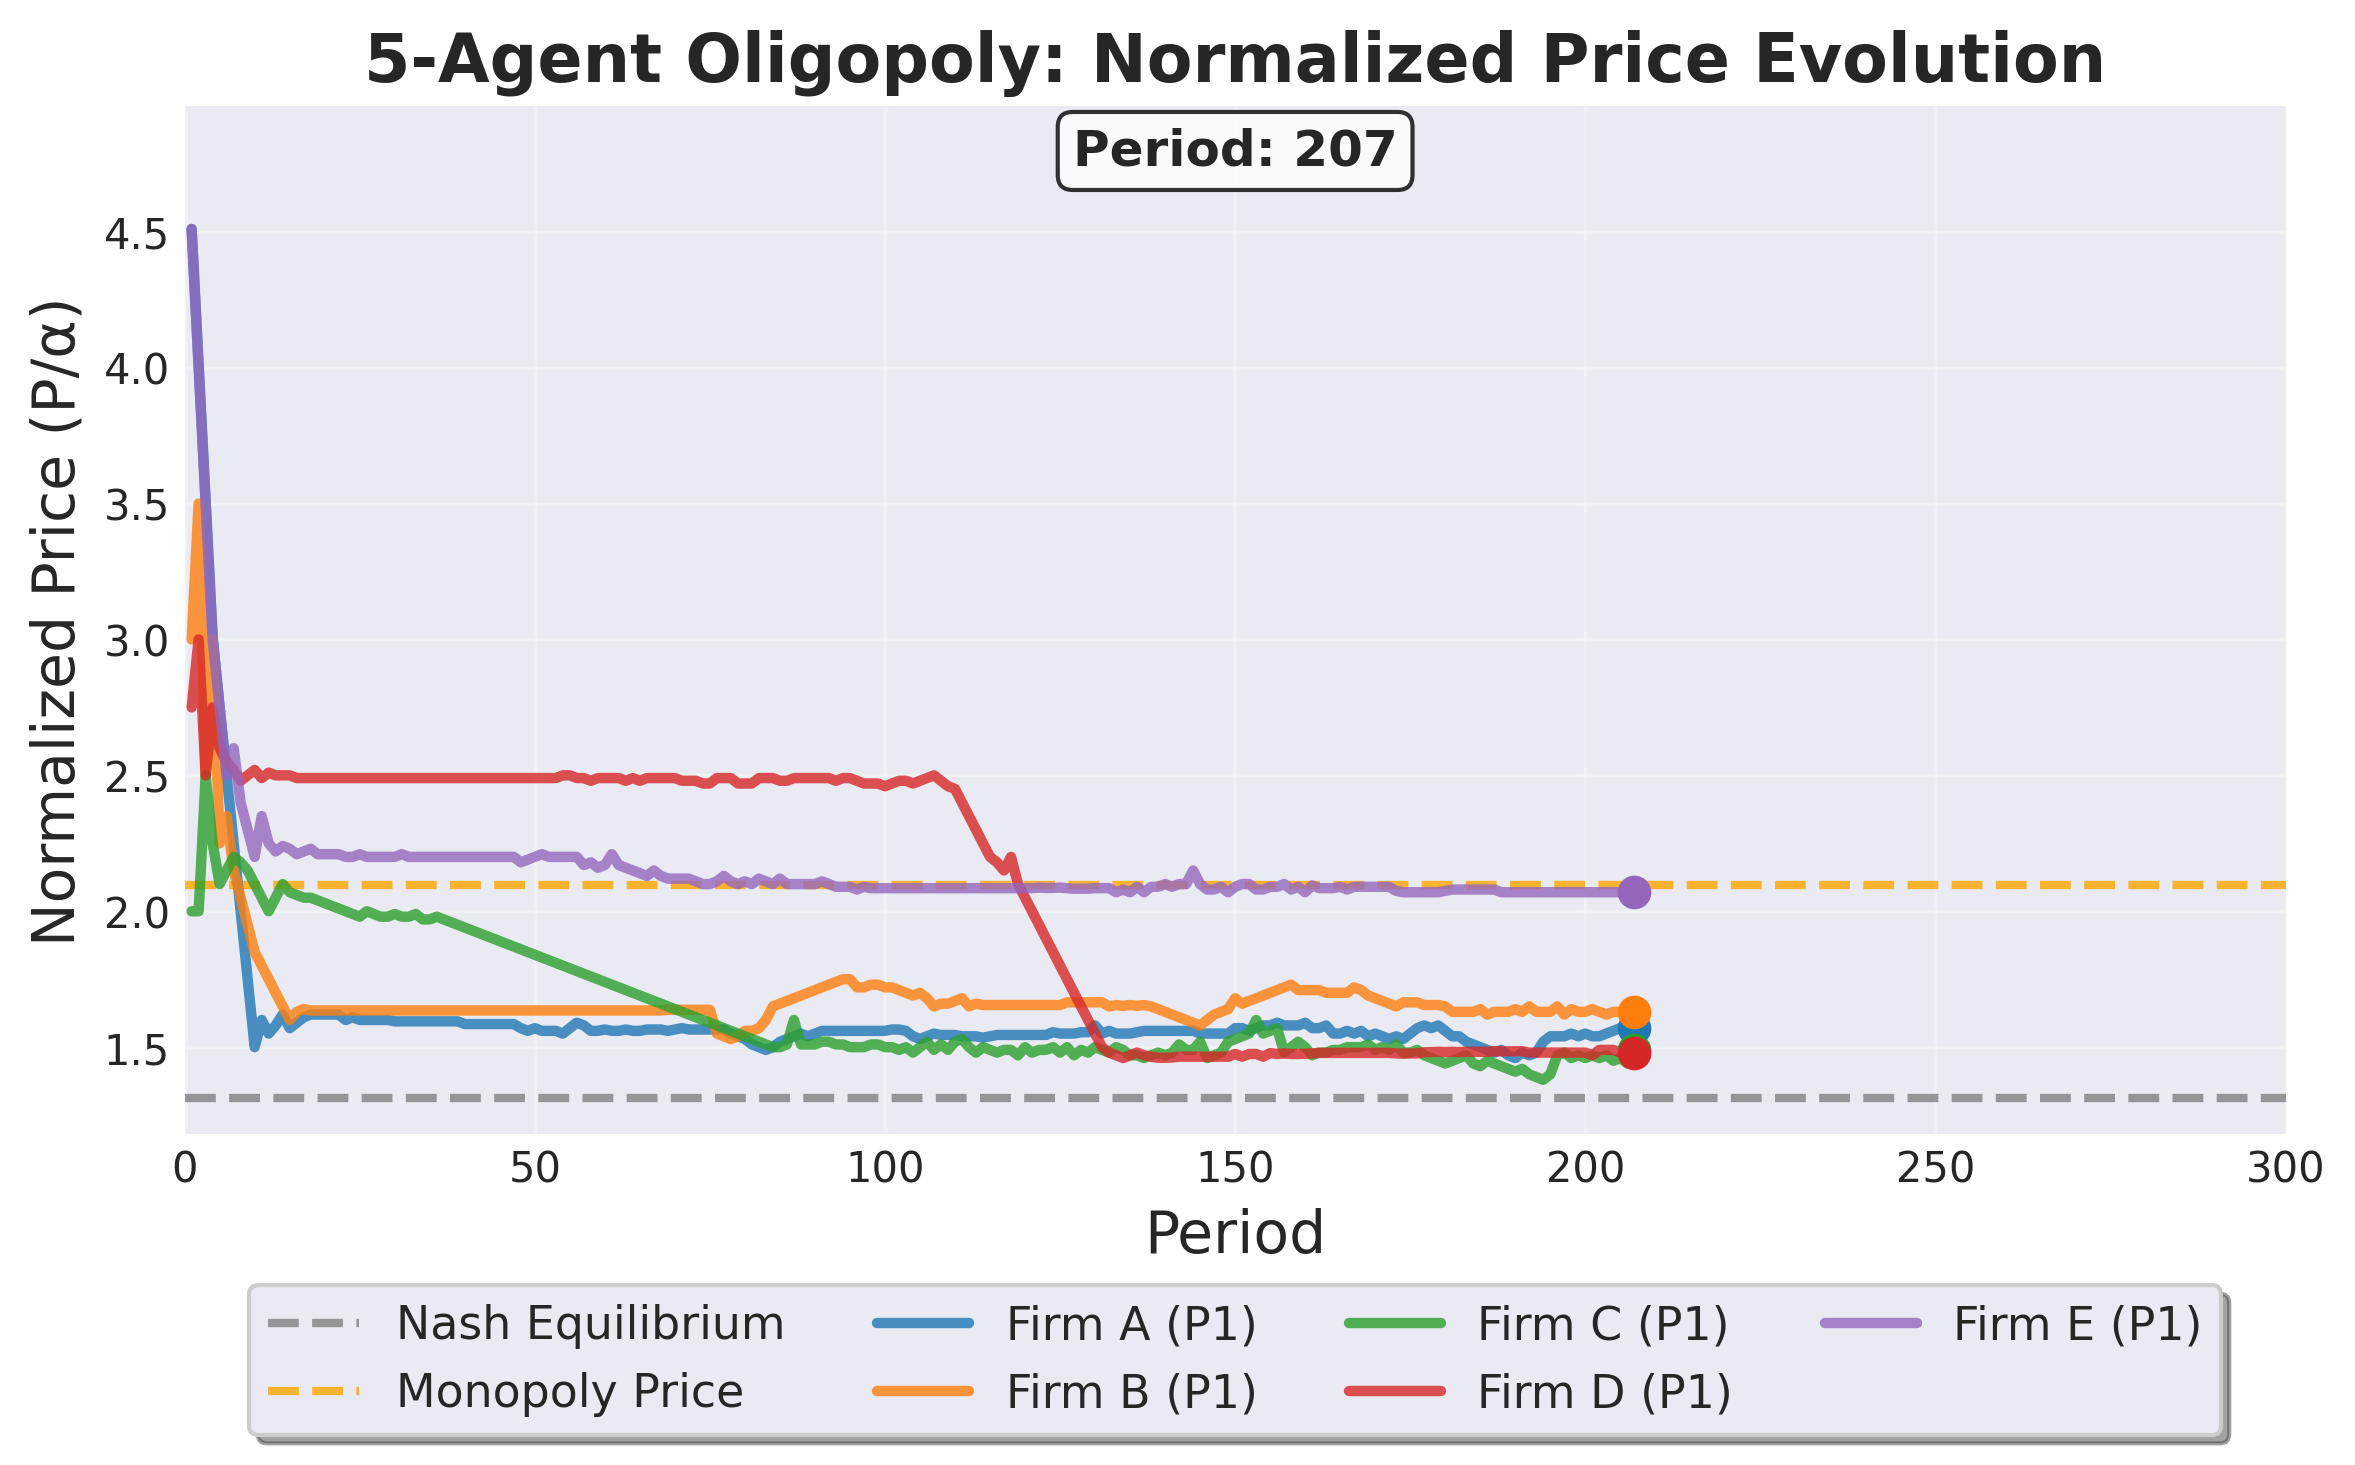 5-Agent Oligopoly: Normalized Price Evolution
Period: 207
Normalized Price (P/α)
4.5
4.0
3.5
3.0
2.5
2.0
1.5
0 50 100 150 200 250 300
Period
Nash Equilibrium Firm A (P1) Firm C (P1) Firm E (P1)
Monopoly Price Firm B (P1) Firm D (P1)